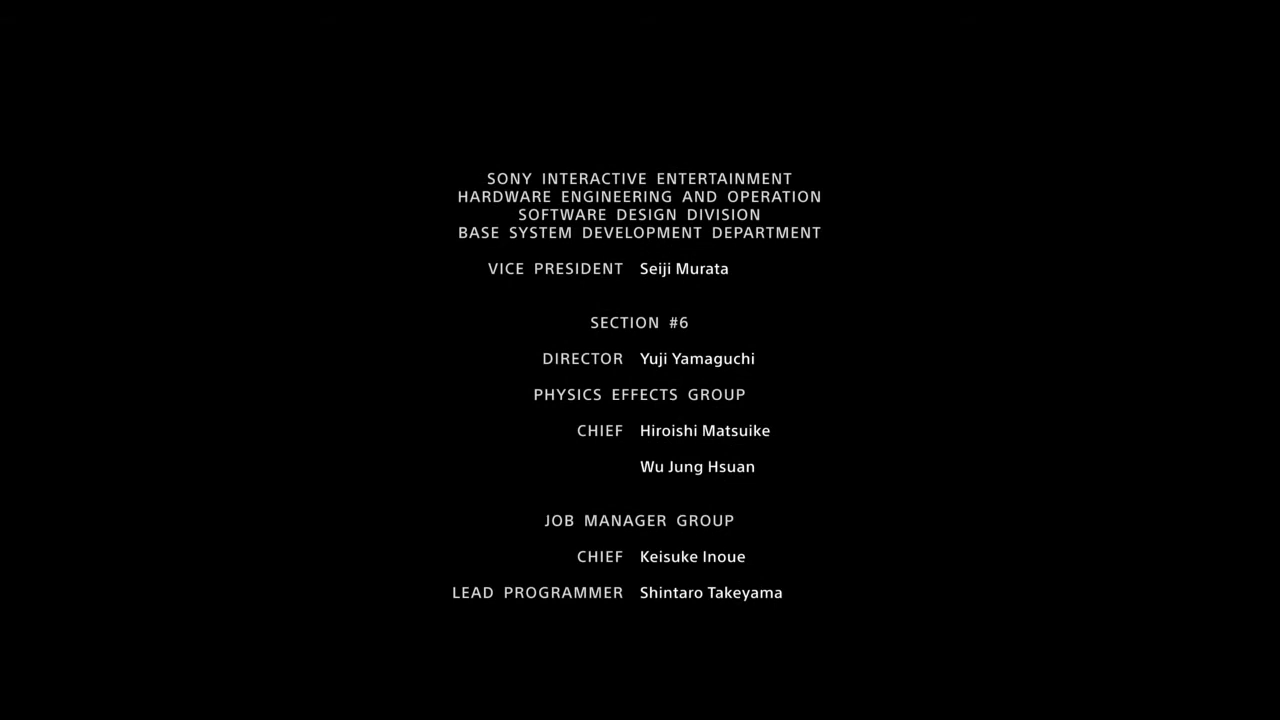 SONY INTERACTIVE ENTERTAINMENT
HARDWARE ENGINEERING AND OPERATION
SOFTWARE DESIGN DIVISION
BASE SYSTEM DEVELOPMENT DEPARTMENT
VICE PRESIDENT Seiji Murata
SECTION #6
DIRECTOR Yuji Yamaguchi
PHYSICS EFFECTS GROUP
CHIEF Hiroishi Matsuike
Wu Jung Hsuan
JOB MANAGER GROUP
CHIEF Keisuke Inoue
LEAD PROGRAMMER Shintaro Takeyama